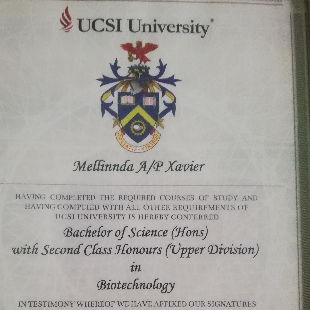 UCSI University
Mellinnda A/P Xavier
HAVING COMPLETED THE REQUIRED COURSES OF STUDY AND
HAVING COMPLIED WITH ALL OTHER REQUIREMENTS OF
UCSI UNIVERSITY IS HEREBY CONFERRED
Bachelor of Science (Hons)
with Second Class Honours (Upper Division)
in
Biotechnology
IN TESTIMONY WHEREOF WE HAVE AFFIXED OUR SIGNATURES